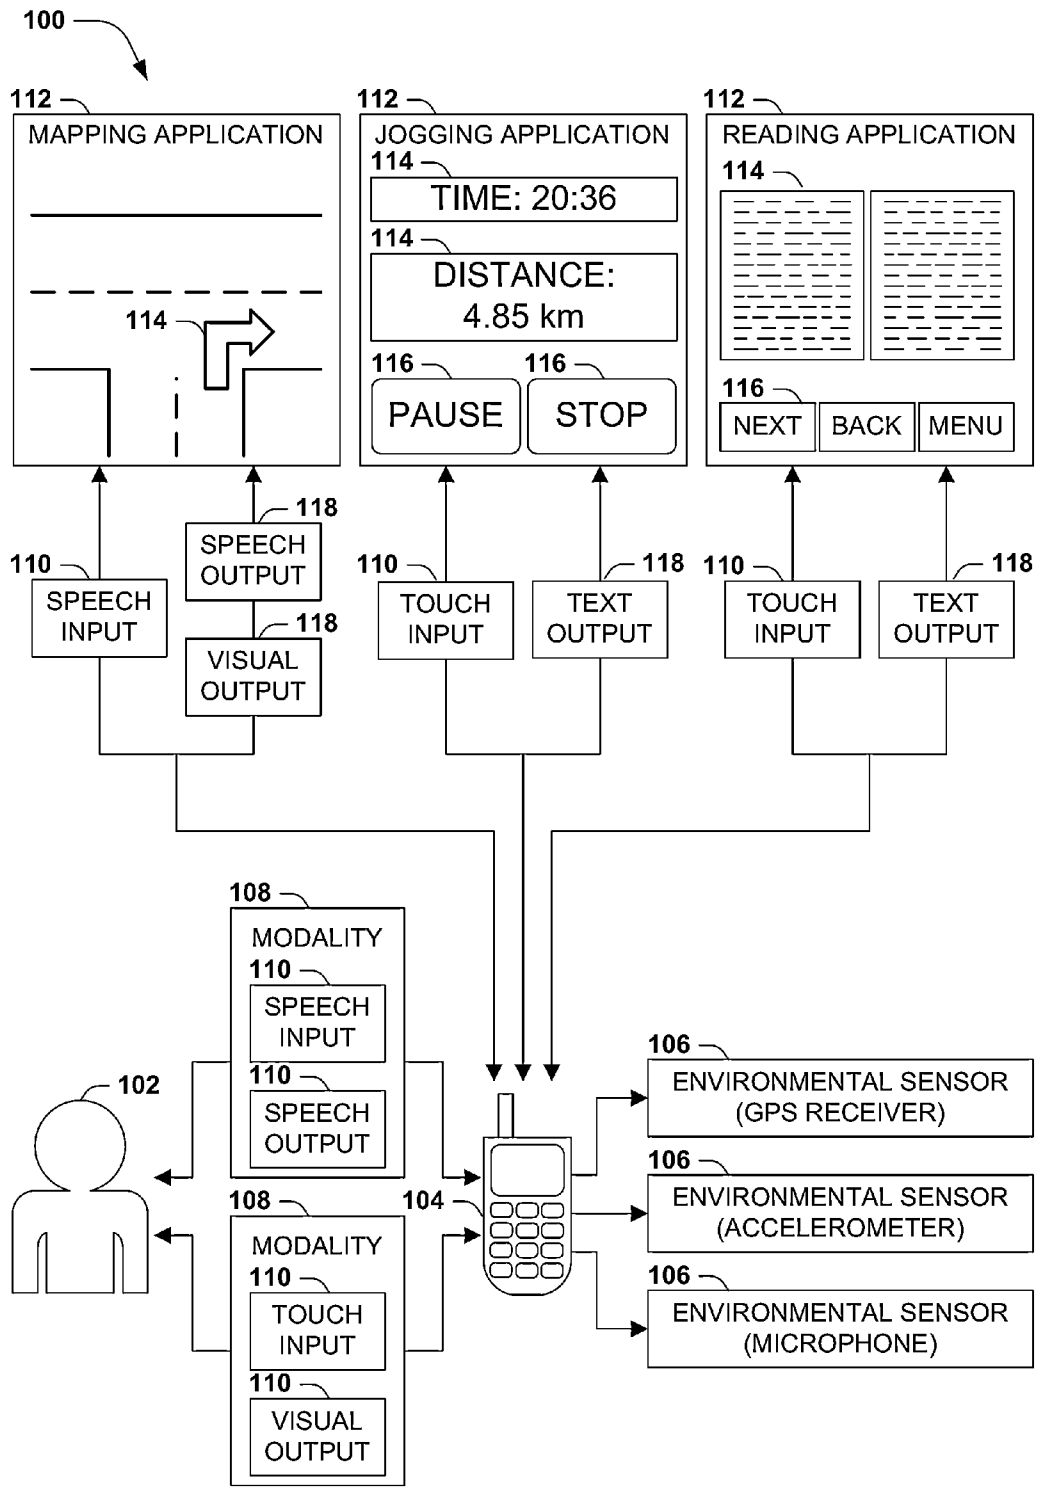 100
112
MAPPING APPLICATION
114
112
JOGGING APPLICATION
114
TIME: 20:36
114
DISTANCE:
4.85 km
116
PAUSE
116
STOP
112
READING APPLICATION
114
116
NEXT
BACK
MENU
110
SPEECH
INPUT
118
SPEECH
OUTPUT
118
VISUAL
OUTPUT
110
TOUCH
INPUT
118
TEXT
OUTPUT
110
TOUCH
INPUT
118
TEXT
OUTPUT
108
MODALITY
110
SPEECH
INPUT
110
SPEECH
OUTPUT
102
108
MODALITY
110
TOUCH
INPUT
110
VISUAL
OUTPUT
104
106
ENVIRONMENTAL SENSOR
(GPS RECEIVER)
106
ENVIRONMENTAL SENSOR
(ACCELEROMETER)
106
ENVIRONMENTAL SENSOR
(MICROPHONE)